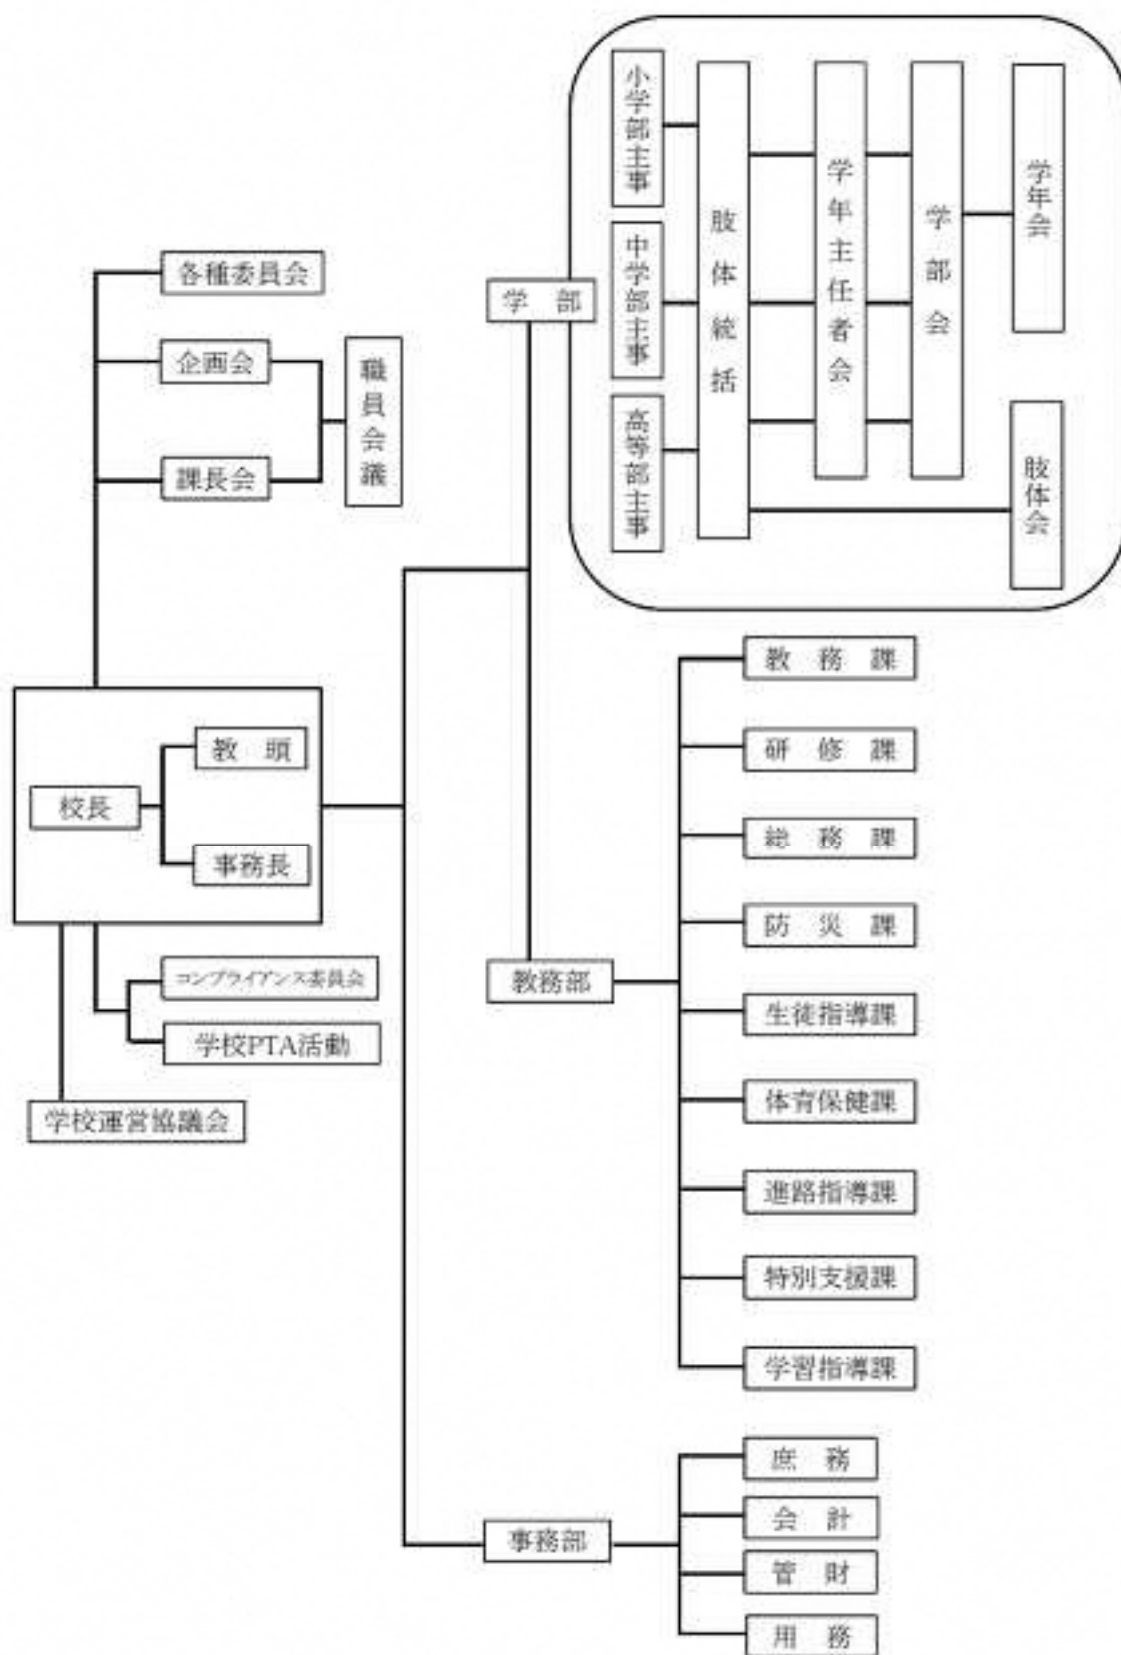 各種委員会
企画会
課長会
職員会議
校長
教頭
事務長
コンプライアンス委員会
学校PTA活動
学校運営協議会
学部
小学部主事
中学部主事
高等部主事
肢体統括
学年主任者会
学部会
学年会
肢体会
教務部
教務課
研修課
総務課
防災課
生徒指導課
体育保健課
進路指導課
特別支援課
学習指導課
事務部
庶務
会計
管財
用務